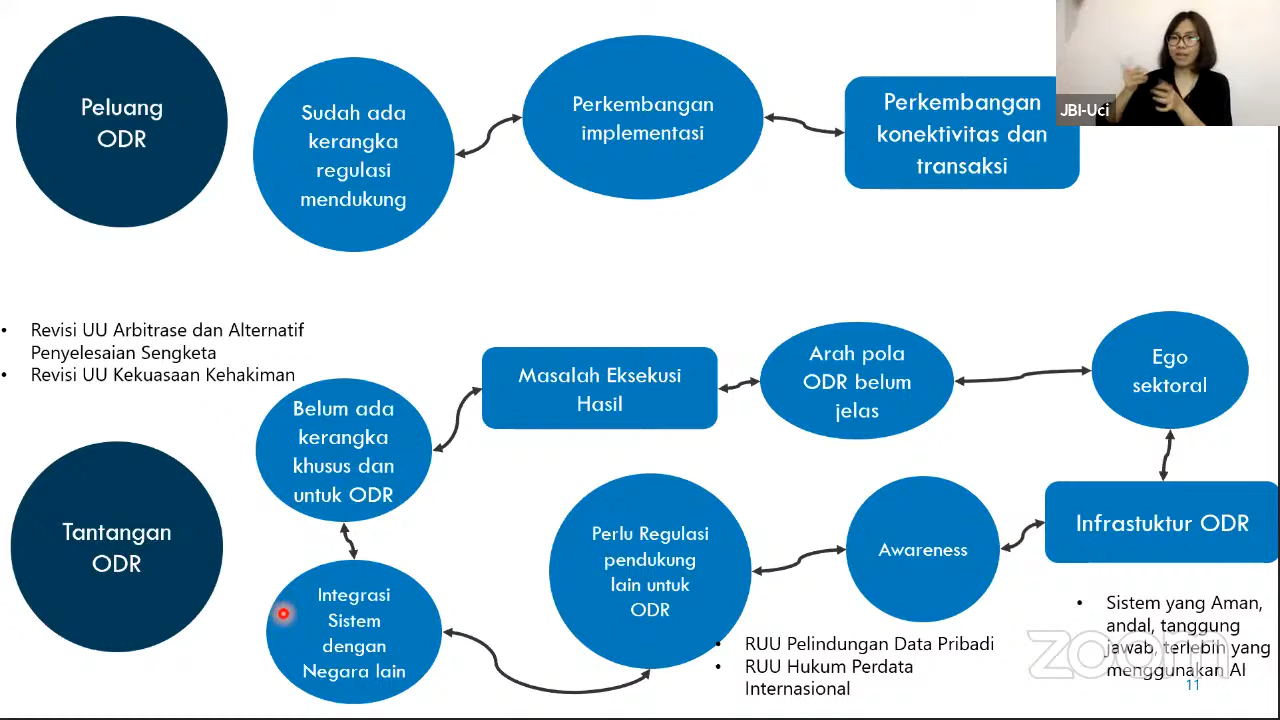 Peluang
ODR
Sudah ada
kerangka
regulasi
mendukung
Perkembangan
implementasi
Perkembangan
konektivitas dan
transaksi
JBI-Uci
• Revisi UU Arbitrase dan Alternatif
Penyelesaian Sengketa
• Revisi UU Kekuasaan Kehakiman
Tantangan
ODR
Belum ada
kerangka
khusus dan
untuk ODR
Masalah Eksekusi
Hasil
Arah pola
ODR belum
jelas
Ego
sektoral
Infrastuktur ODR
• Sistem yang Aman,
andal, tanggung
jawab, terlebih yang
menggunakan AI
Awareness
Perlu Regulasi
pendukung
lain untuk
ODR
• RUU Pelindungan Data Pribadi
• RUU Hukum Perdata
Internasional
Integrasi
Sistem
dengan
Negara lain
zoom
11